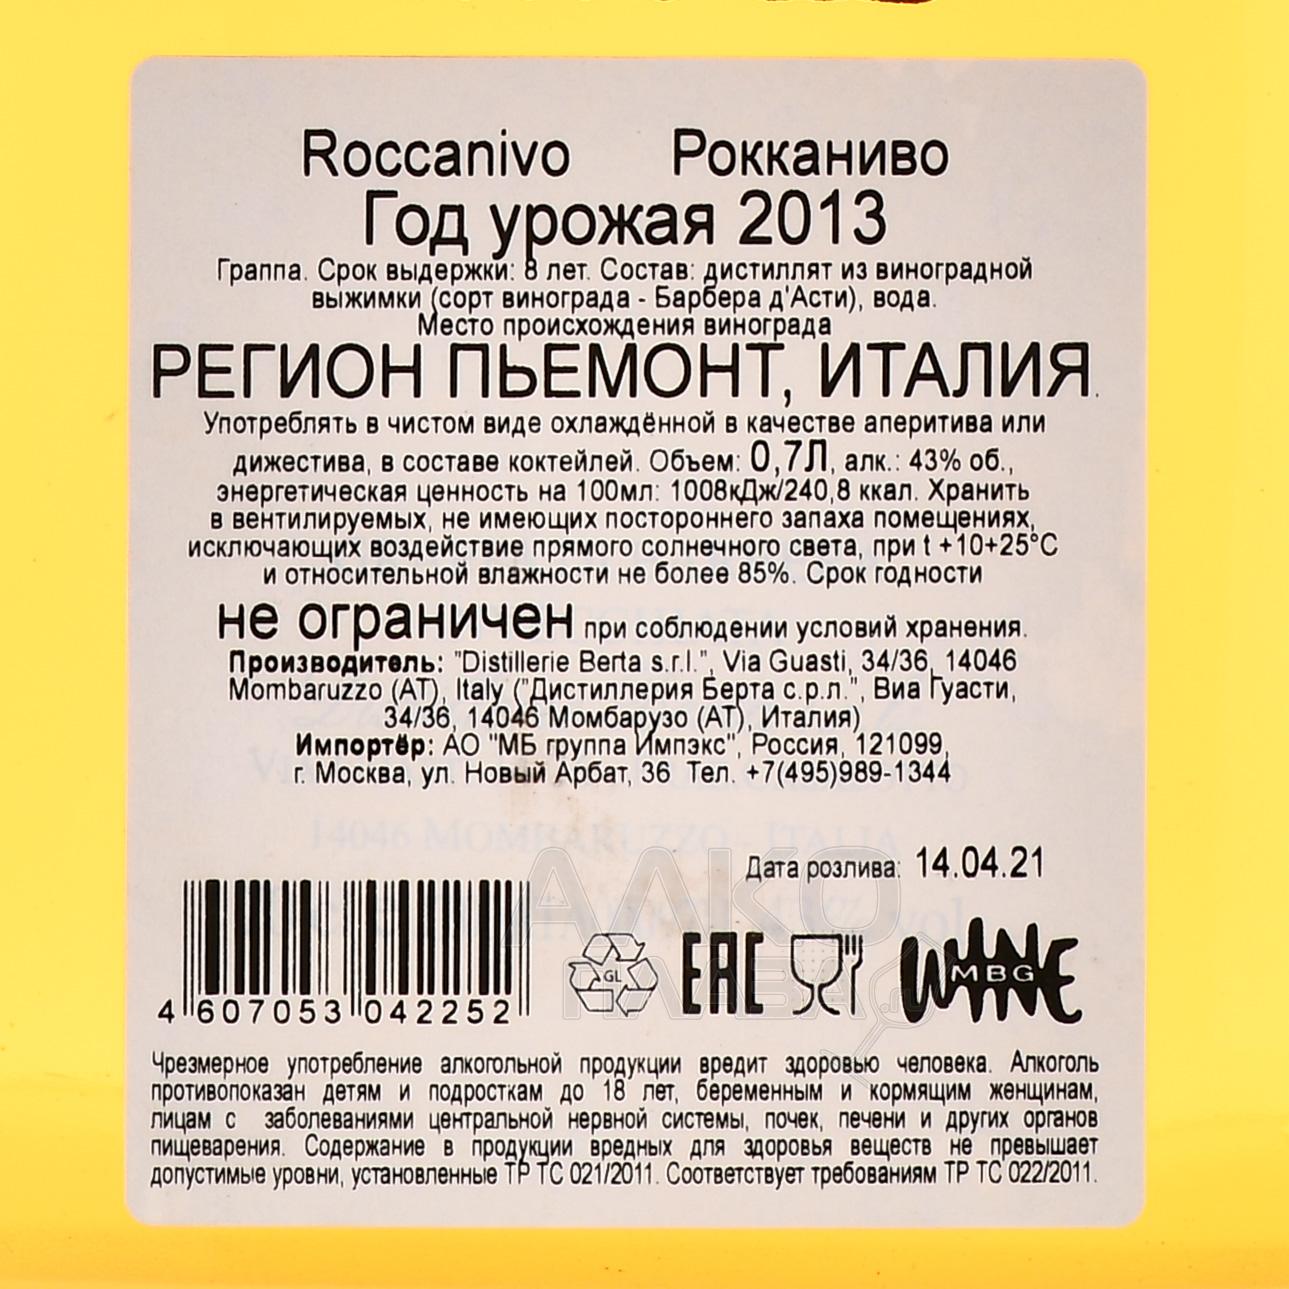 Roccanivo Рокканиво
Год урожая 2013
Граппа. Срок выдержки: 8 лет. Состав: дистиллят из виноградной
выжимки (сорт винограда - Барбера д'Асти), вода.
Место происхождения винограда
РЕГИОН ПЬЕМОНТ, ИТАЛИЯ.
Употреблять в чистом виде охлаждённой в качестве аперитива или
дижестива, в составе коктейлей. Объем: 0,7Л, алк.: 43% об.,
энергетическая ценность на 100мл: 1008кДж/240,8 ккал. Хранить
в вентилируемых, не имеющих постороннего запаха помещениях,
исключающих воздействие прямого солнечного света, при t +10+25°C
и относительной влажности не более 85%. Срок годности
не ограничен при соблюдении условий хранения.
Производитель: "Distillerie Berta s.r.l.", Via Guasti, 34/36, 14046
Mombaruzzo (AT), Italy ("Дистиллерия Берта с.р.л.", Виа Гуасти,
34/36, 14046 Момбарузо (АТ), Италия)
Импортёр: АО "МБ группа Импэкс", Россия, 121099,
г. Москва, ул. Новый Арбат, 36 Тел. +7(495)989-1344
14046 MOMBARUZZO - ITALIA
Дата розлива: 14.04.21
АЛКО
НАВА
GL
EAC
WINE
MBG
4 607053 042252
Чрезмерное употребление алкогольной продукции вредит здоровью человека. Алкоголь
противопоказан детям и подросткам до 18 лет, беременным и кормящим женщинам,
лицам с заболеваниями центральной нервной системы, почек, печени и других органов
пищеварения. Содержание в продукции вредных для здоровья веществ не превышает
допустимые уровни, установленные ТР ТС 021/2011. Соответствует требованиям ТР ТС 022/2011.